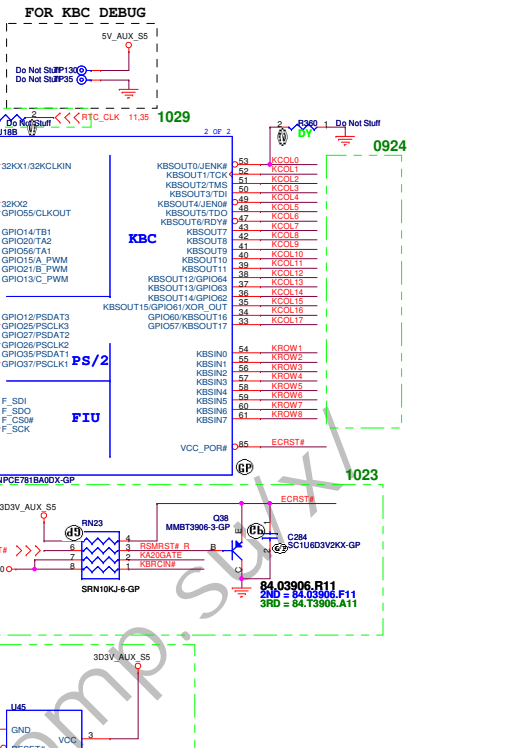 FOR KBC DEBUG
5V_AUX_S5
Do Not Stuff TP130
Do Not Stuff TP35
Do Not Stuff
2
RTC_CLK 11,35
1029
J18B
2 OF 2
2 R360 1 Do Not Stuff
DY
0924
32KX1/32KCLKIN
32KX2
GPIO55/CLKOUT
GPIO14/TB1
GPIO20/TA2
GPIO56/TA1
GPIO15/A_PWM
GPIO21/B_PWM
GPIO13/C_PWM
KBC
KBSOUT0/JENK# 53 KCOL0
KBSOUT1/TCK 52 KCOL1
KBSOUT2/TMS 51 KCOL2
KBSOUT3/TDI 50 KCOL3
KBSOUT4/JEN0# 49 KCOL4
KBSOUT5/TDO 48 KCOL5
KBSOUT6/RDY# 47 KCOL6
KBSOUT7 43 KCOL7
KBSOUT8 42 KCOL8
KBSOUT9 41 KCOL9
KBSOUT10 40 KCOL10
KBSOUT11 39 KCOL11
KBSOUT12/GPIO64 38 KCOL12
KBSOUT13/GPIO63 37 KCOL13
KBSOUT14/GPIO62 36 KCOL14
KBSOUT15/GPIO61/XOR_OUT 35 KCOL15
GPIO60/KBSOUT16 34 KCOL16
GPIO57/KBSOUT17 33 KCOL17
GPIO12/PSDAT3
GPIO25/PSCLK3
GPIO27/PSDAT2
GPIO26/PSCLK2
GPIO35/PSDAT1
GPIO37/PSCLK1
PS/2
KBSIN0 54 KROW1
KBSIN1 55 KROW2
KBSIN2 56 KROW3
KBSIN3 57 KROW4
KBSIN4 58 KROW5
KBSIN5 59 KROW6
KBSIN6 60 KROW7
KBSIN7 61 KROW8
F_SDI
F_SDO
F_CS0#
F_SCK
FIU
VCC_POR# 85 ECRST#
GP
NPCE781BA0DX-GP
1023
3D3V_AUX_S5
RN23
6
7
8
4
3 RSMRST#_R
2 KA20GATE
1 KBRCIN#
SRN10KJ-6-GP
ECRST#
Q38
MMBT3906-3-GP
B
E
C
C284
SC1U6D3V2KX-GP
84.03906.R11
2ND = 84.03906.F11
3RD = 84.T3906.A11
3D3V_AUX_S5
U45
GND
VCC 3
RESET#
omp.su/x/